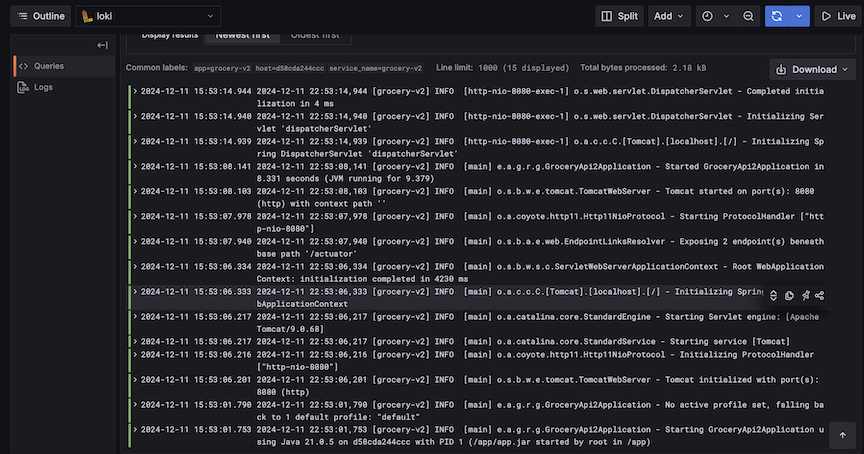 Outline
loki
Split
Add
Live
Display results
Newest first
Oldest first
Queries
Logs
Common labels: app=grocery-v2 host=d58cda244ccc service_name=grocery-v2 Line limit: 1000 (15 displayed) Total bytes processed: 2.18 kB
Download
2024-12-11 15:53:14.944 2024-12-11 22:53:14,944 [grocery-v2] INFO [http-nio-8080-exec-1] o.s.web.servlet.DispatcherServlet - Completed initia
lization in 4 ms
2024-12-11 15:53:14.940 2024-12-11 22:53:14,940 [grocery-v2] INFO [http-nio-8080-exec-1] o.s.web.servlet.DispatcherServlet - Initializing Ser
vlet 'dispatcherServlet'
2024-12-11 15:53:14.939 2024-12-11 22:53:14,939 [grocery-v2] INFO [http-nio-8080-exec-1] o.a.c.c.C.[Tomcat].[localhost].[/] - Initializing Sp
ring DispatcherServlet 'dispatcherServlet'
2024-12-11 15:53:08.141 2024-12-11 22:53:08,141 [grocery-v2] INFO [main] e.a.g.r.g.GroceryApi2Application - Started GroceryApi2Application in
8.331 seconds (JVM running for 9.379)
2024-12-11 15:53:08.103 2024-12-11 22:53:08,103 [grocery-v2] INFO [main] o.s.b.w.e.tomcat.TomcatWebServer - Tomcat started on port(s): 8080
(http) with context path ''
2024-12-11 15:53:07.978 2024-12-11 22:53:07,978 [grocery-v2] INFO [main] o.a.coyote.http11.Http11NioProtocol - Starting ProtocolHandler ["htt
p-nio-8080"]
2024-12-11 15:53:07.940 2024-12-11 22:53:07,940 [grocery-v2] INFO [main] o.s.b.a.e.web.EndpointLinksResolver - Exposing 2 endpoint(s) beneath
base path '/actuator'
2024-12-11 15:53:06.334 2024-12-11 22:53:06,334 [grocery-v2] INFO [main] o.s.b.w.s.c.ServletWebServerApplicationContext - Root WebApplication
Context: initialization completed in 4230 ms
2024-12-11 15:53:06.333 2024-12-11 22:53:06,333 [grocery-v2] INFO [main] o.a.c.c.C.[Tomcat].[localhost].[/] - Initializing Spring
bApplicationContext
2024-12-11 15:53:06.217 2024-12-11 22:53:06,217 [grocery-v2] INFO [main] o.a.catalina.core.StandardEngine - Starting Servlet engine: [Apache
Tomcat/9.0.68]
2024-12-11 15:53:06.217 2024-12-11 22:53:06,217 [grocery-v2] INFO [main] o.a.catalina.core.StandardService - Starting service [Tomcat]
2024-12-11 15:53:06.216 2024-12-11 22:53:06,216 [grocery-v2] INFO [main] o.a.coyote.http11.Http11NioProtocol - Initializing ProtocolHandler
["http-nio-8080"]
2024-12-11 15:53:06.201 2024-12-11 22:53:06,201 [grocery-v2] INFO [main] o.s.b.w.e.tomcat.TomcatWebServer - Tomcat initialized with port(s):
8080 (http)
2024-12-11 15:53:01.790 2024-12-11 22:53:01,790 [grocery-v2] INFO [main] e.a.g.r.g.GroceryApi2Application - No active profile set, falling ba
ck to 1 default profile: "default"
2024-12-11 15:53:01.753 2024-12-11 22:53:01,753 [grocery-v2] INFO [main] e.a.g.r.g.GroceryApi2Application - Starting GroceryApi2Application u
sing Java 21.0.5 on d58cda244ccc with PID 1 (/app/app.jar started by root in /app)